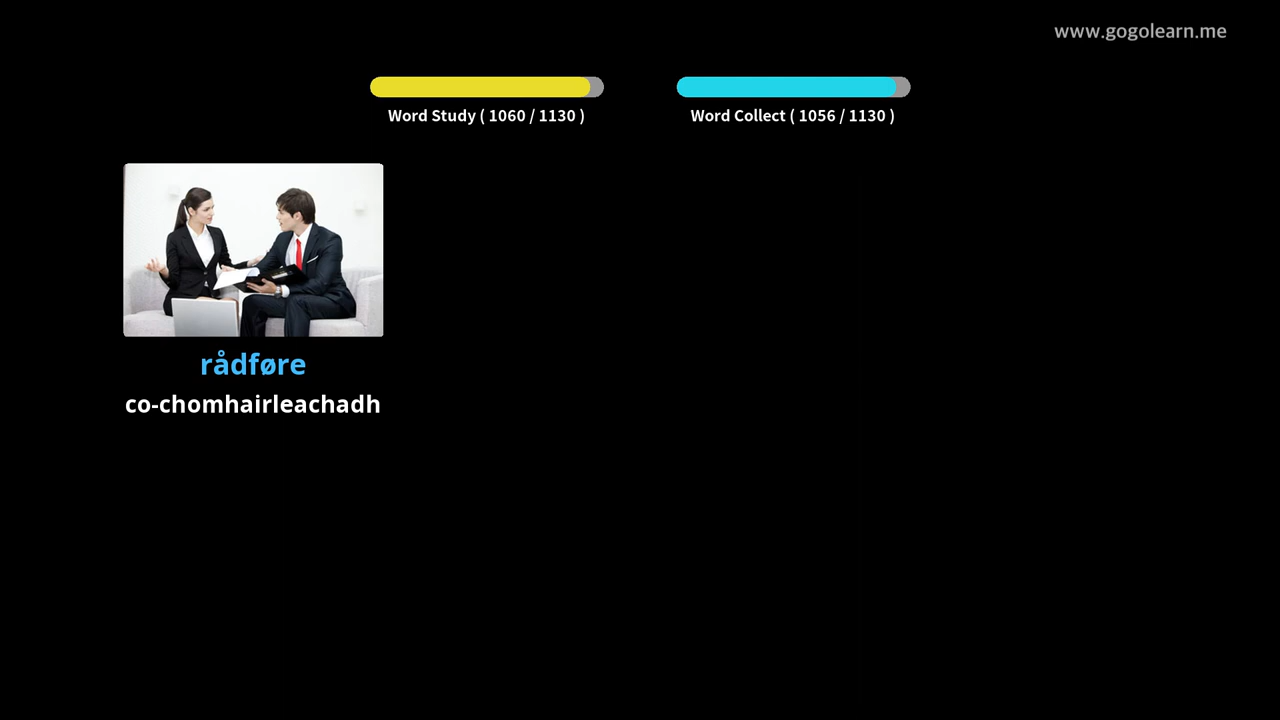 www.gogolearn.me
Word Study ( 1060 / 1130 )
Word Collect ( 1056 / 1130 )
rådføre
co-chomhairleachadh